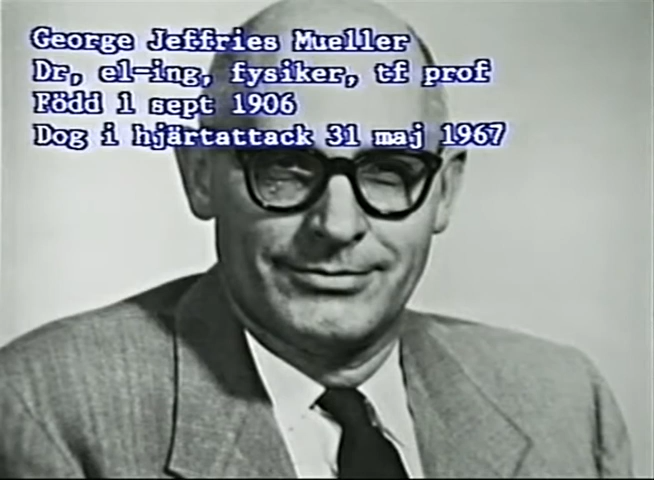 George Jeffries Mueller
Dr, el-ing, fysiker, tf prof
Född 1 sept 1906
Dog i hjärtattack 31 maj 1967